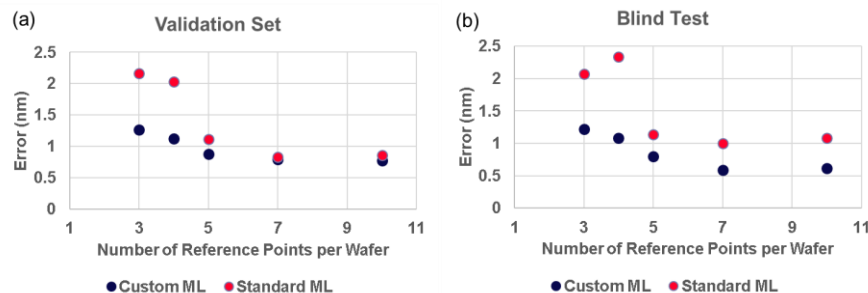 (a) Validation Set
2.5
2
1.5
1
0.5
0
Error (nm)
1 3 5 7 9 11
Number of Reference Points per Wafer
Custom ML Standard ML
(b) Blind Test
2.5
2
1.5
1
0.5
0
Error (nm)
1 3 5 7 9 11
Number of Reference Points per Wafer
Custom ML Standard ML